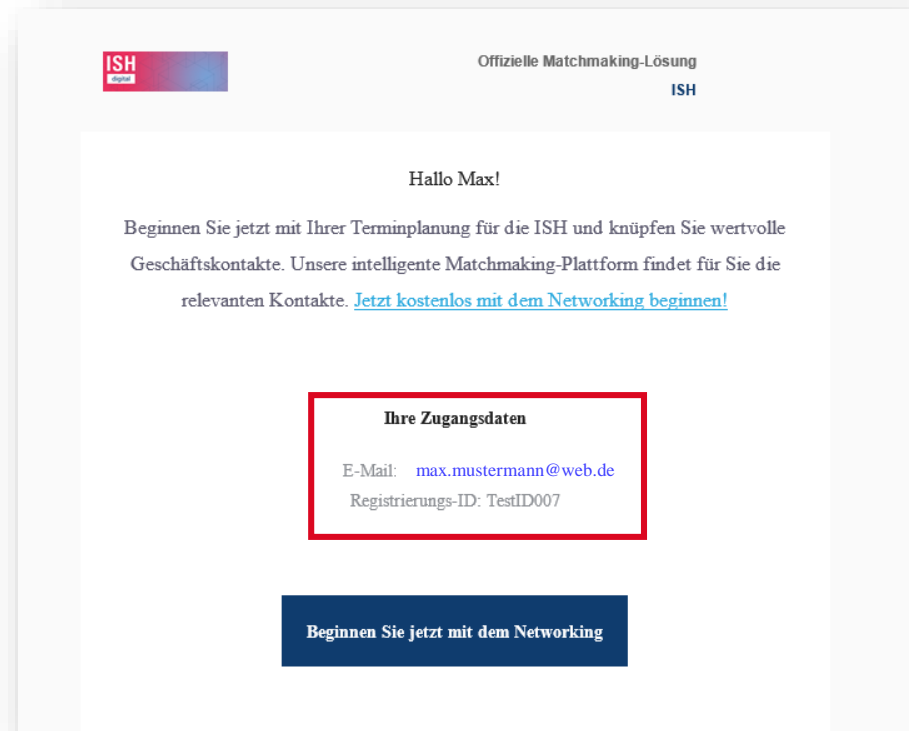 ISH
digital
Offizielle Matchmaking-Lösung
ISH
Hallo Max!
Beginnen Sie jetzt mit Ihrer Terminplanung für die ISH und knüpfen Sie wertvolle
Geschäftskontakte. Unsere intelligente Matchmaking-Plattform findet für Sie die
relevanten Kontakte. Jetzt kostenlos mit dem Networking beginnen!
Ihre Zugangsdaten
E-Mail: max.mustermann@web.de
Registrierungs-ID: TestID007
Beginnen Sie jetzt mit dem Networking